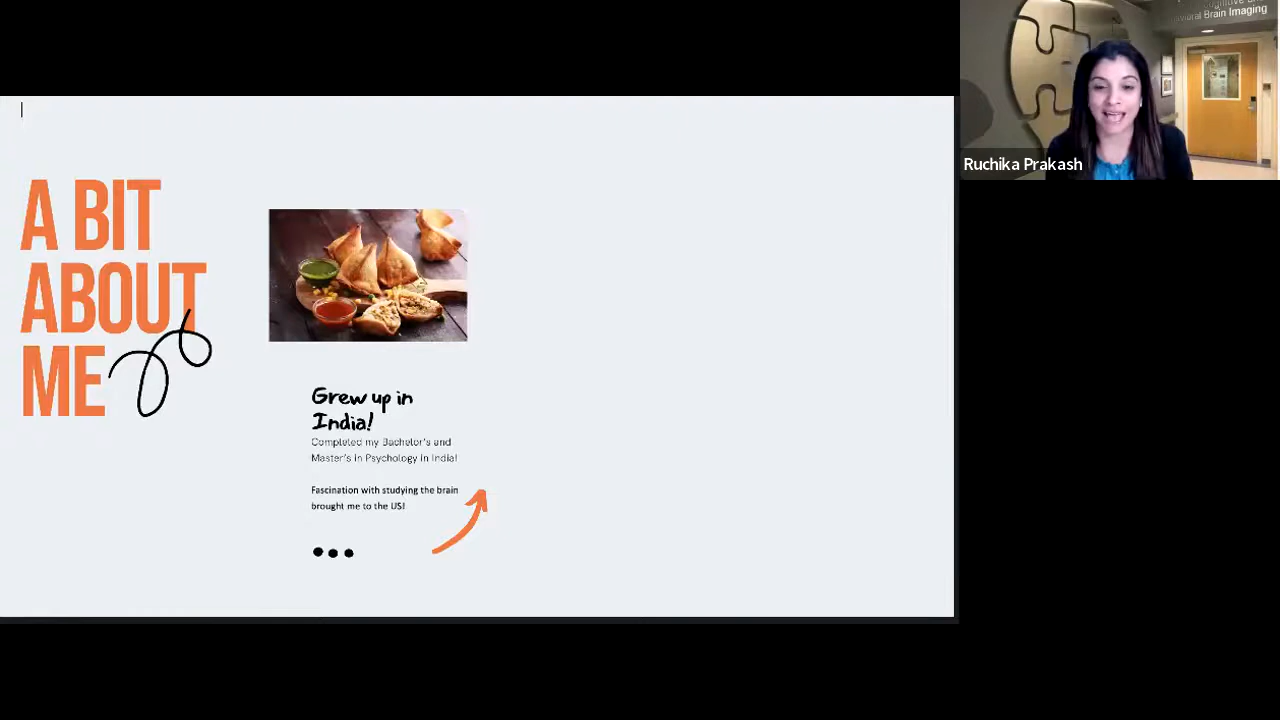 A BIT
ABOUT
ME
Grew up in
India!
Completed my Bachelor's and
Master's in Psychology in India!
Fascination with studying the brain
brought me to the US!
Brain Imaging
Ruchika Prakash